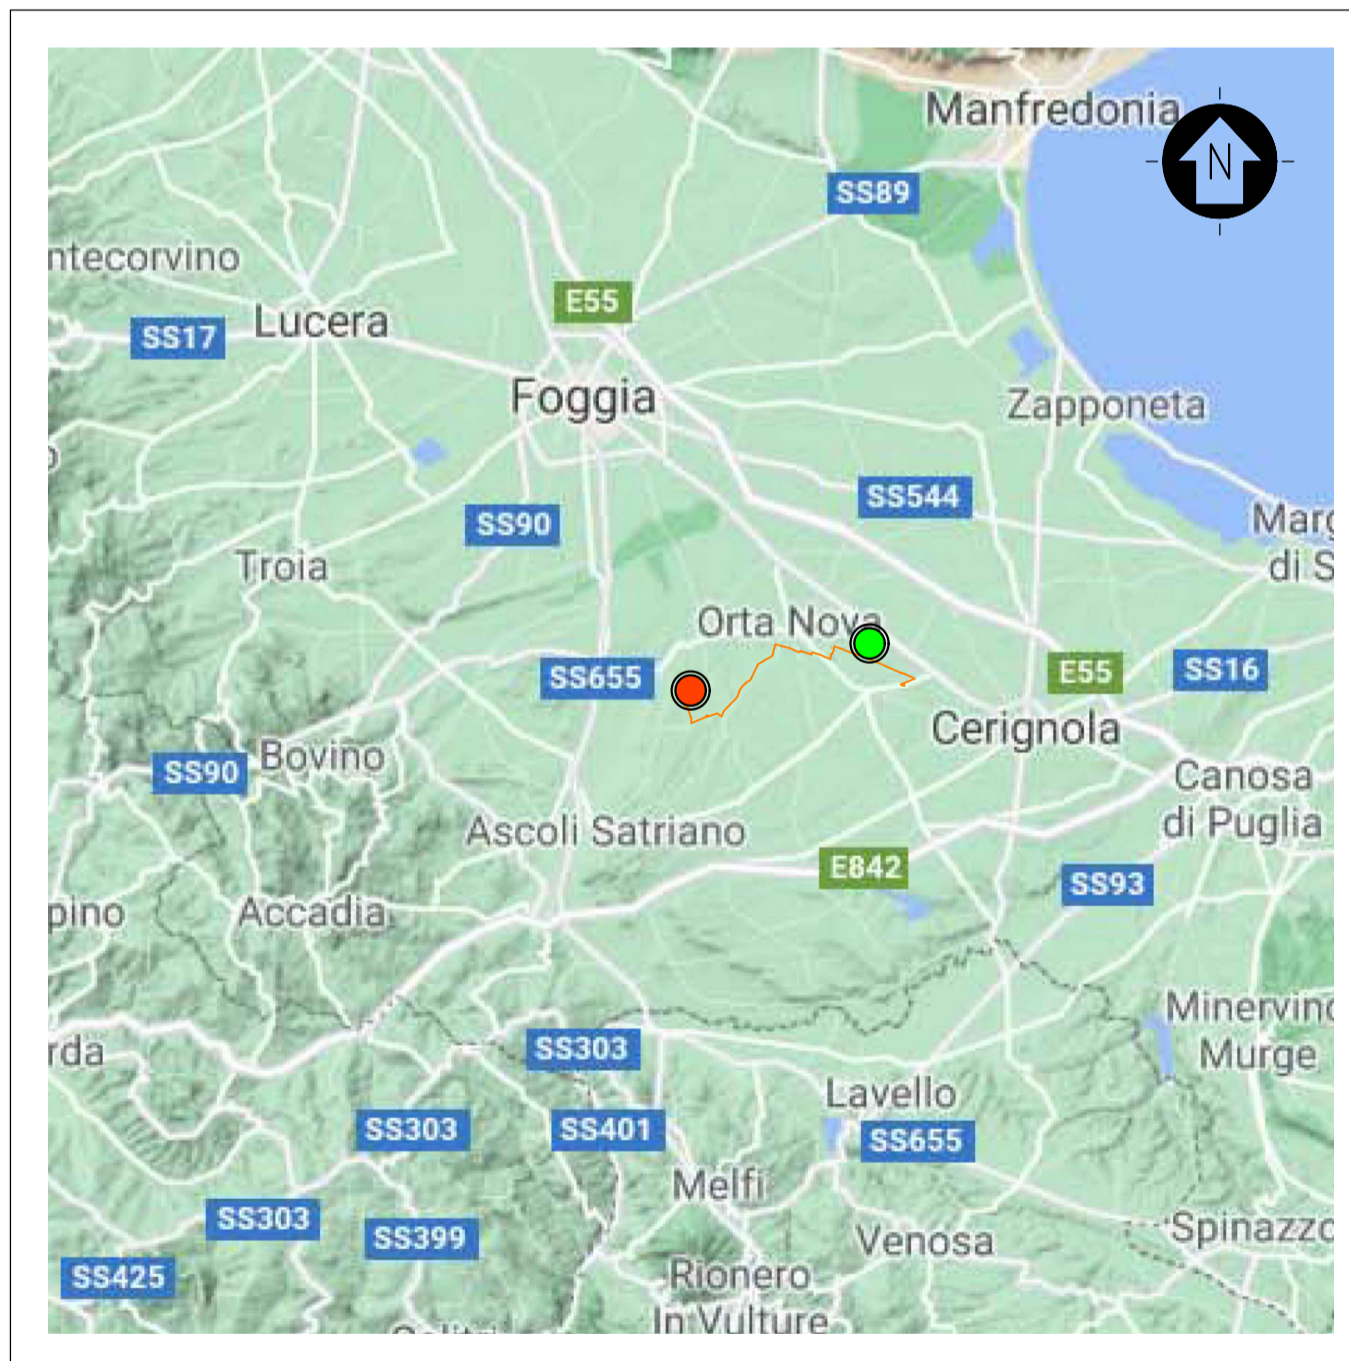 Manfredonia
N
SS89
ntecorvino
E55
Lucera
SS17
Foggia
Zapponeta
SS544
SS90
Marg
di S
Troia
Orta Nova
SS655
E55
SS16
Cerignola
Bovino
SS90
Canosa
di Puglia
Ascoli Satriano
E842
SS93
Accadia
pino
Minervino
Murge
SS303
rda
Lavello
SS303
SS401
SS655
Melfi
SS303
SS399
Venosa
Spinazzo
SS425
Rionero
In Vulture